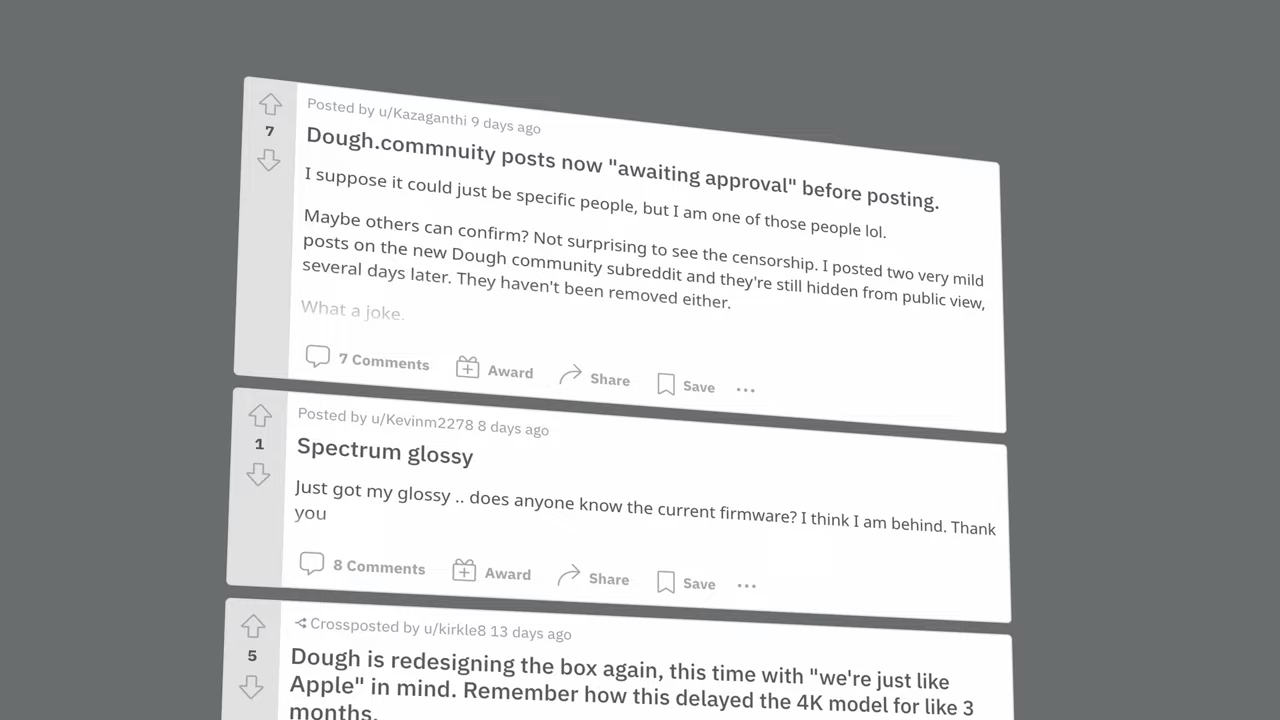 Posted by u/Kazaganthi 9 days ago
7
Dough.commnuity posts now "awaiting approval" before posting.
I suppose it could just be specific people, but I am one of those people lol.
Maybe others can confirm? Not surprising to see the censorship. I posted two very mild
posts on the new Dough community subreddit and they're still hidden from public view,
several days later. They haven't been removed either.
What a joke.
7 Comments Award Share Save
Posted by u/Kevinm2278 8 days ago
1
Spectrum glossy
Just got my glossy .. does anyone know the current firmware? I think I am behind. Thank
you
8 Comments Award Share Save
Crossposted by u/kirkle8 13 days ago
5
Dough is redesigning the box again, this time with "we're just like
Apple" in mind. Remember how this delayed the 4K model for like 3
months.